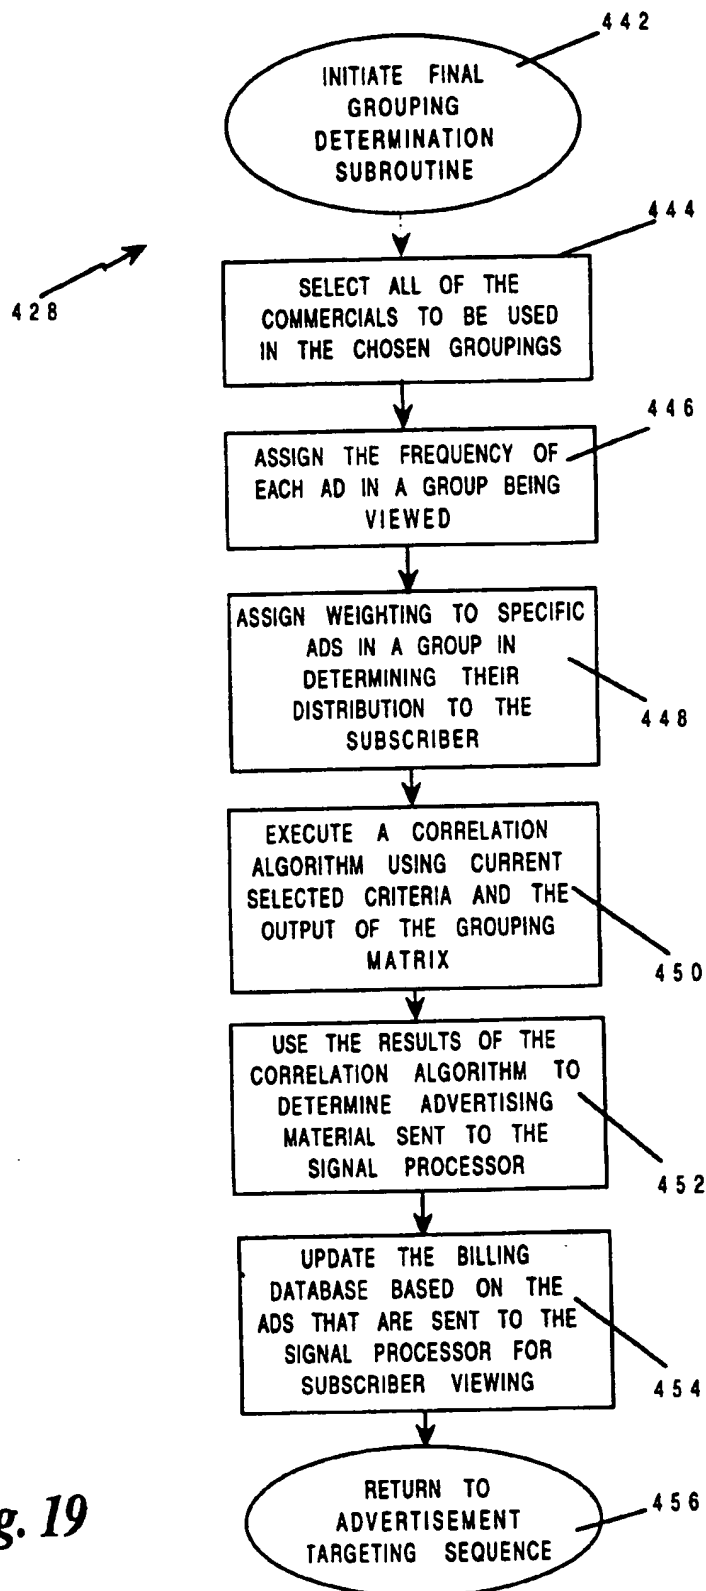 442
INITIATE FINAL
GROUPING
DETERMINATION
SUBROUTINE
444
428
SELECT ALL OF THE
COMMERCIALS TO BE USED
IN THE CHOSEN GROUPINGS
446
ASSIGN THE FREQUENCY OF
EACH AD IN A GROUP BEING
VIEWED
ASSIGN WEIGHTING TO SPECIFIC
ADS IN A GROUP IN
DETERMINING THEIR
DISTRIBUTION TO THE
SUBSCRIBER
448
EXECUTE A CORRELATION
ALGORITHM USING CURRENT
SELECTED CRITERIA AND THE
OUTPUT OF THE GROUPING
MATRIX
450
USE THE RESULTS OF THE
CORRELATION ALGORITHM TO
DETERMINE ADVERTISING
MATERIAL SENT TO THE
SIGNAL PROCESSOR
452
UPDATE THE BILLING
DATABASE BASED ON THE
ADS THAT ARE SENT TO THE
SIGNAL PROCESSOR FOR
SUBSCRIBER VIEWING
454
RETURN TO
ADVERTISEMENT
TARGETING SEQUENCE
456
g. 19